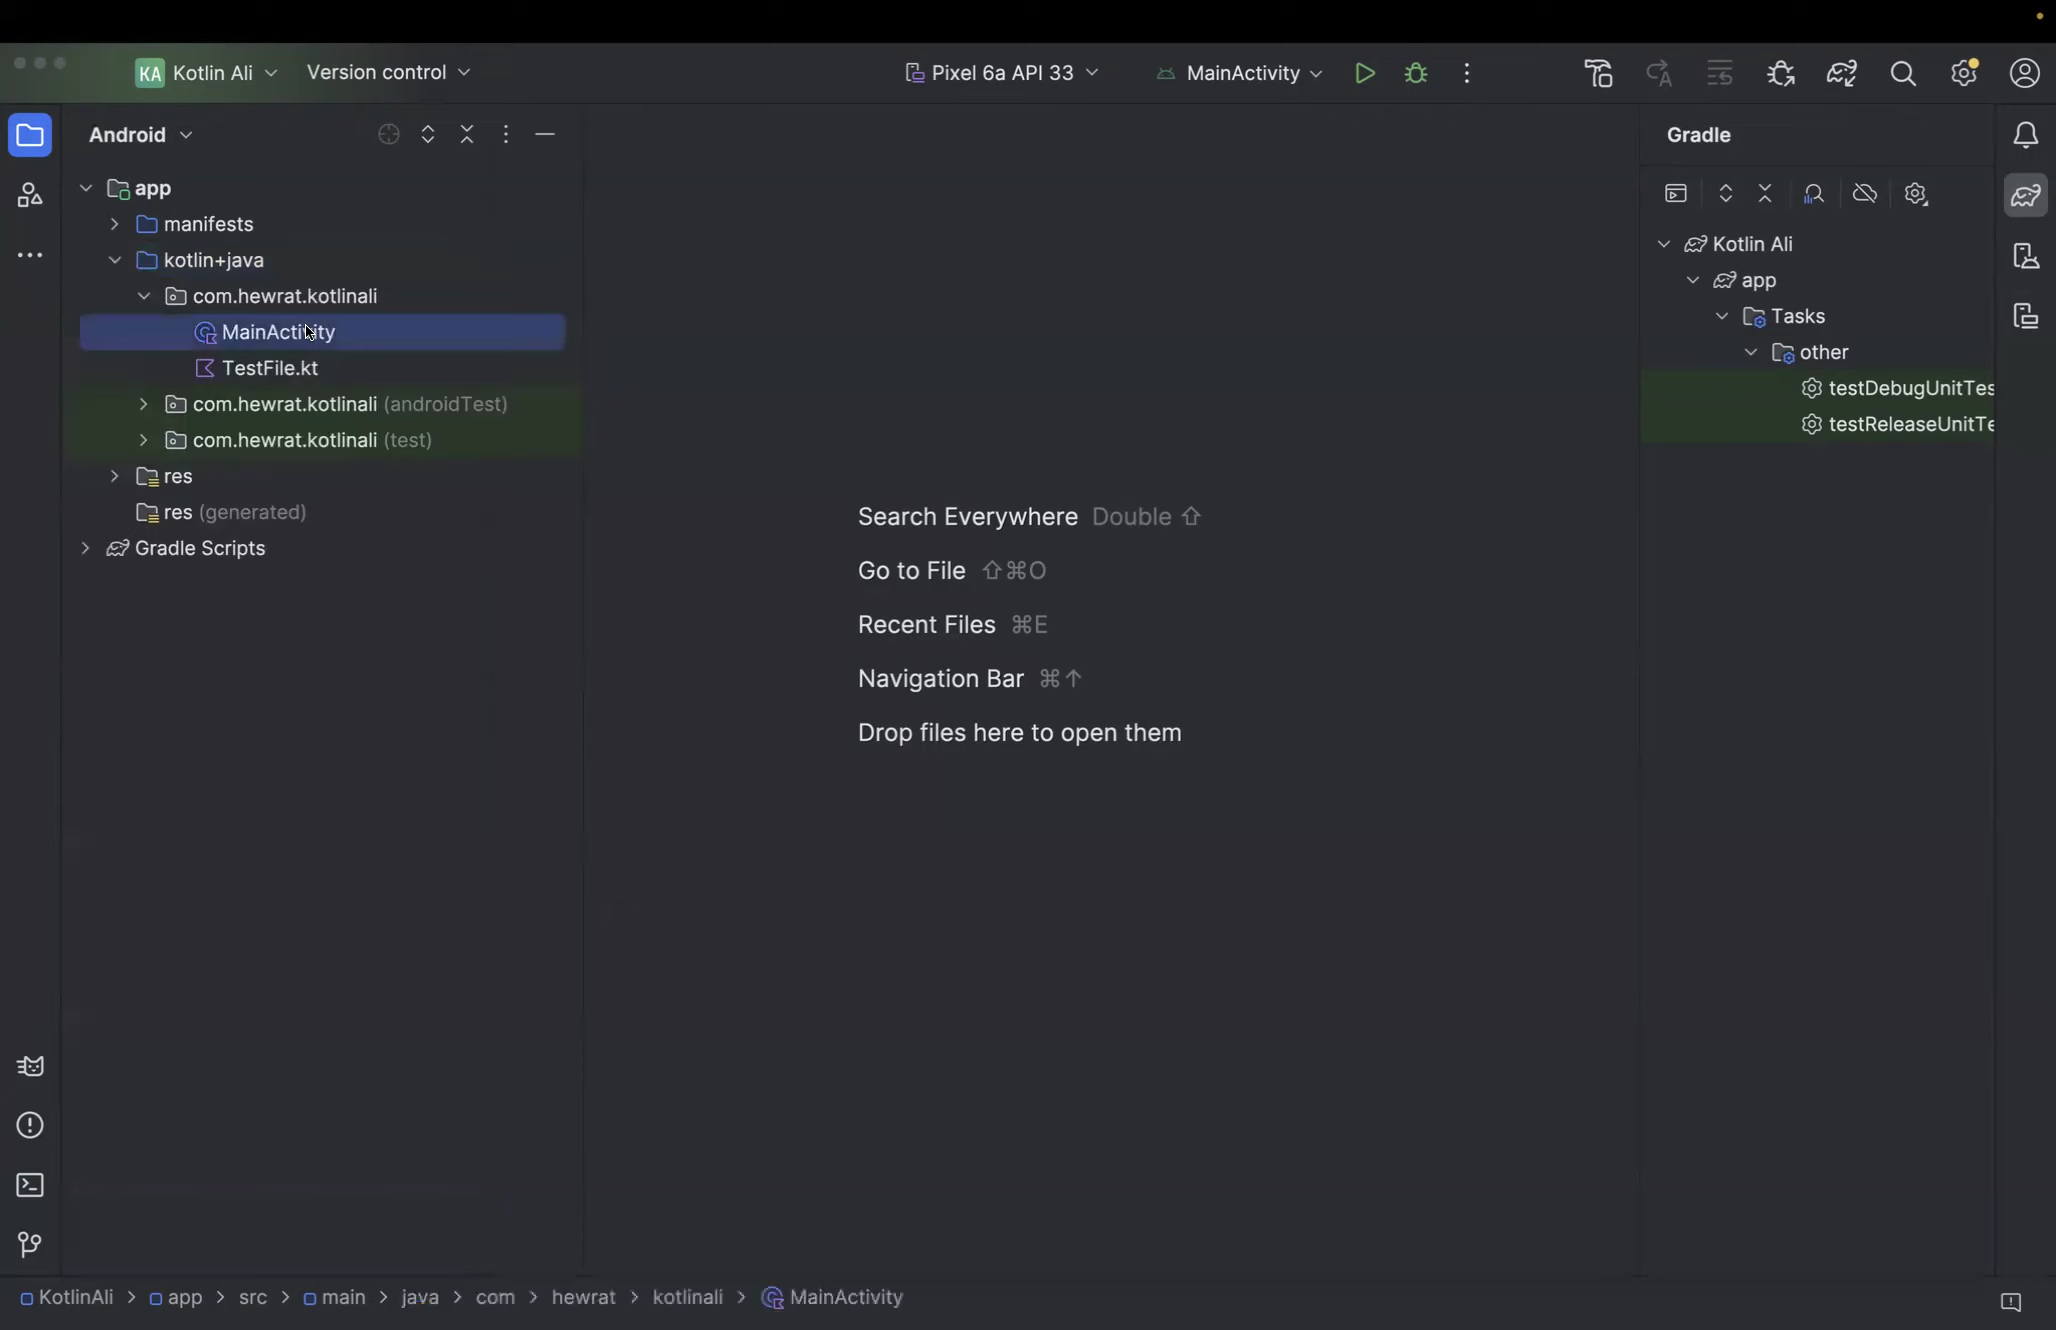 KA Kotlin Ali Version control Pixel 6a API 33 MainActivity
Android
app
manifests
kotlin+java
com.hewrat.kotlinali
MainActivity
TestFile.kt
com.hewrat.kotlinali (androidTest)
com.hewrat.kotlinali (test)
res
res (generated)
Gradle Scripts
Search Everywhere Double ⇧
Go to File ⇧⌘O
Recent Files ⌘E
Navigation Bar ⌘↑
Drop files here to open them
Gradle
Kotlin Ali
app
Tasks
other
testDebugUnitTes
testReleaseUnitTe
KotlinAli > app > src > main > java > com > hewrat > kotlinali > MainActivity